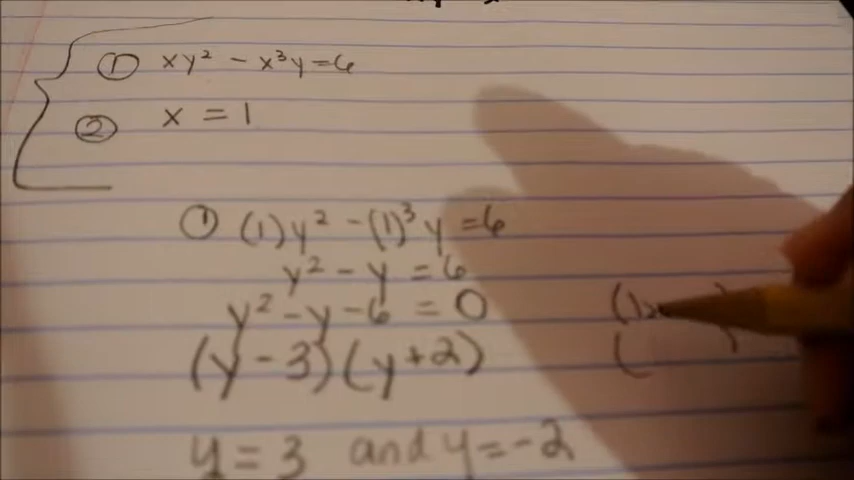 ① xy² - x³y = 6
② x = 1
① (1)y² - (1)³y = 6
y² - y = 6
y² - y - 6 = 0
(1, )
(y - 3)(y + 2)
( )
y = 3 and y = -2